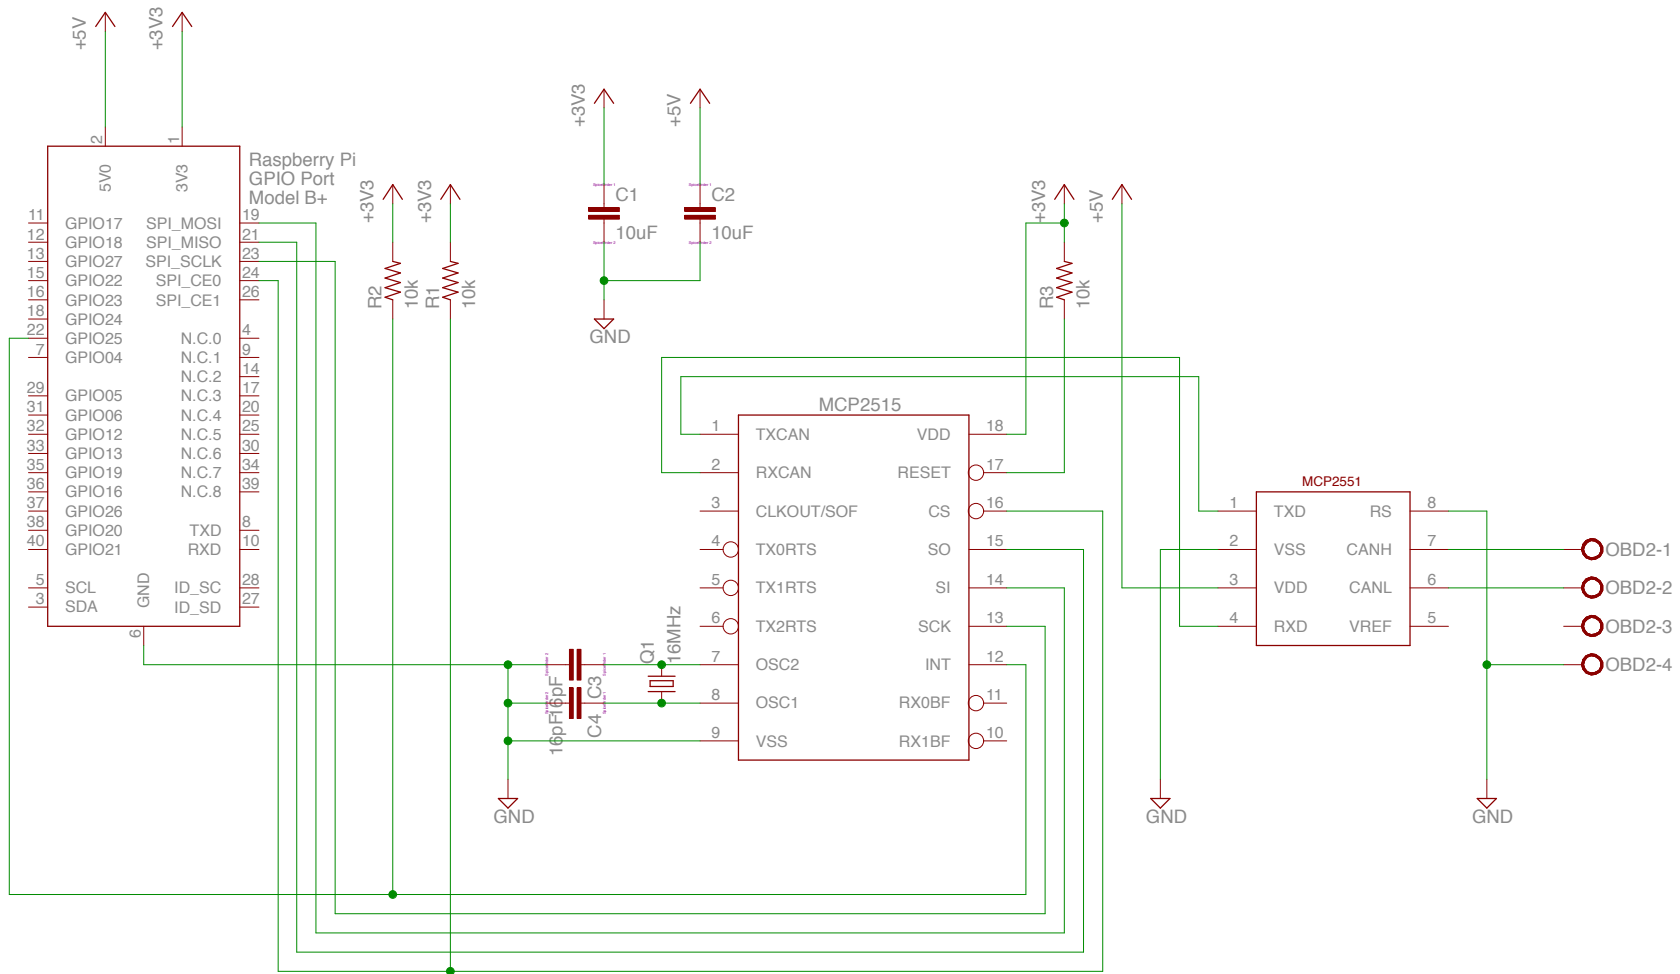 +5V
+3V3
2
1
5V0
3V3
Raspberry Pi
GPIO Port
Model B+
11 GPIO17 SPI_MOSI 19
12 GPIO18 SPI_MISO 21
13 GPIO27 SPI_SCLK 23
15 GPIO22 SPI_CE0 24
16 GPIO23 SPI_CE1 26
18 GPIO24
22 GPIO25 N.C.0 4
7 GPIO04 N.C.1 9
N.C.2 14
29 GPIO05 N.C.3 17
31 GPIO06 N.C.4 20
32 GPIO12 N.C.5 25
33 GPIO13 N.C.6 30
35 GPIO19 N.C.7 34
36 GPIO16 N.C.8 39
37 GPIO26
38 GPIO20 TXD 8
40 GPIO21 RXD 10
5 SCL ID_SC 28
3 SDA ID_SD 27
GND
6
+3V3
+3V3
R2
10k
R1
10k
+3V3
+5V
C1
10uF
C2
10uF
GND
+3V3
+5V
R3
10k
MCP2515
1 TXCAN VDD 18
2 RXCAN RESET 17
3 CLKOUT/SOF CS 16
4 TX0RTS SO 15
5 TX1RTS SI 14
6 TX2RTS SCK 13
7 OSC2 INT 12
8 OSC1 RX0BF 11
9 VSS RX1BF 10
Q1
16MHz
16pF
C3
16pF
C4
GND
MCP2551
1 TXD RS 8
2 VSS CANH 7
3 VDD CANL 6
4 RXD VREF 5
OBD2-1
OBD2-2
OBD2-3
OBD2-4
GND
GND